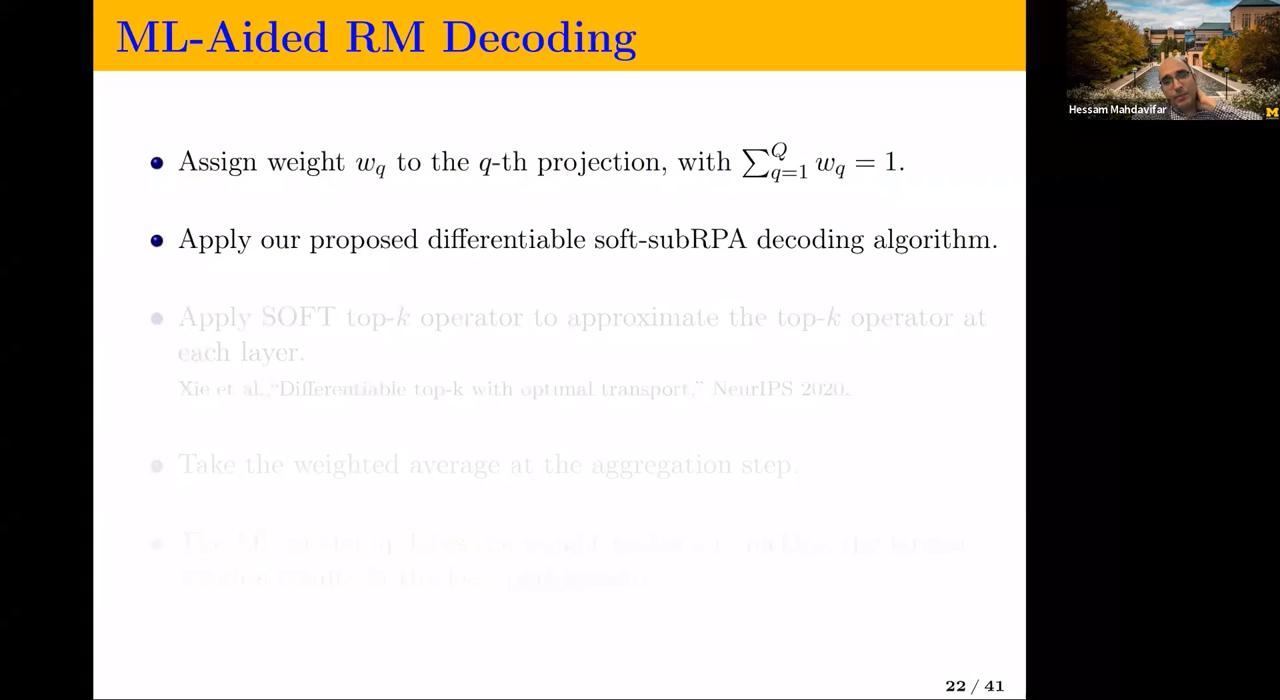 ML-Aided RM Decoding
Hessam Mahdavifar
M
Assign weight w_q to the q-th projection, with ∑_{q=1}^{Q} w_q = 1.
Apply our proposed differentiable soft-subRPA decoding algorithm.
Apply SOFT top-k operator to approximate the top-k operator at
each layer.
Xie et al.,"Differentiable top-k with optimal transport," NeurIPS 2020.
Take the weighted average at the aggregation step.
22 / 41